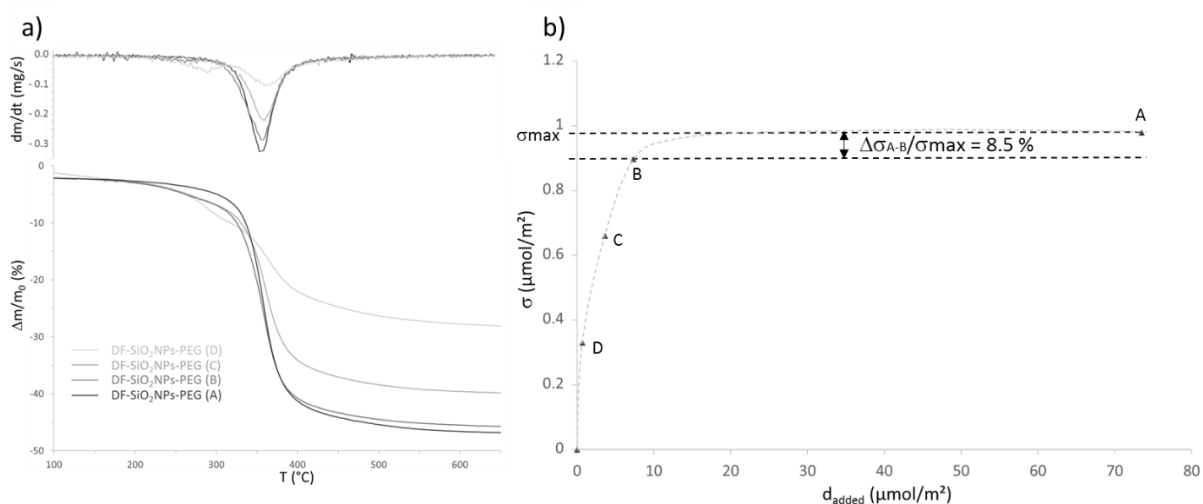 a)
dm/dt (mg/s)
0.0
- 0.1
- 0.2
- 0.3
Δm/m₀ (%)
0
-10
-20
-30
-40
-50
DF-SiO₂NPs-PEG (D)
DF-SiO₂NPs-PEG (C)
DF-SiO₂NPs-PEG (B)
DF-SiO₂NPs-PEG (A)
100 200 300 400 500 600
T (°C)
b)
σ (µmol/m²)
1.2
1
0.8
0.6
0.4
0.2
0
σmax
A
B
C
D
ΔσA-B/σmax = 8.5 %
0 10 20 30 40 50 60 70 80
dadded (µmol/m²)